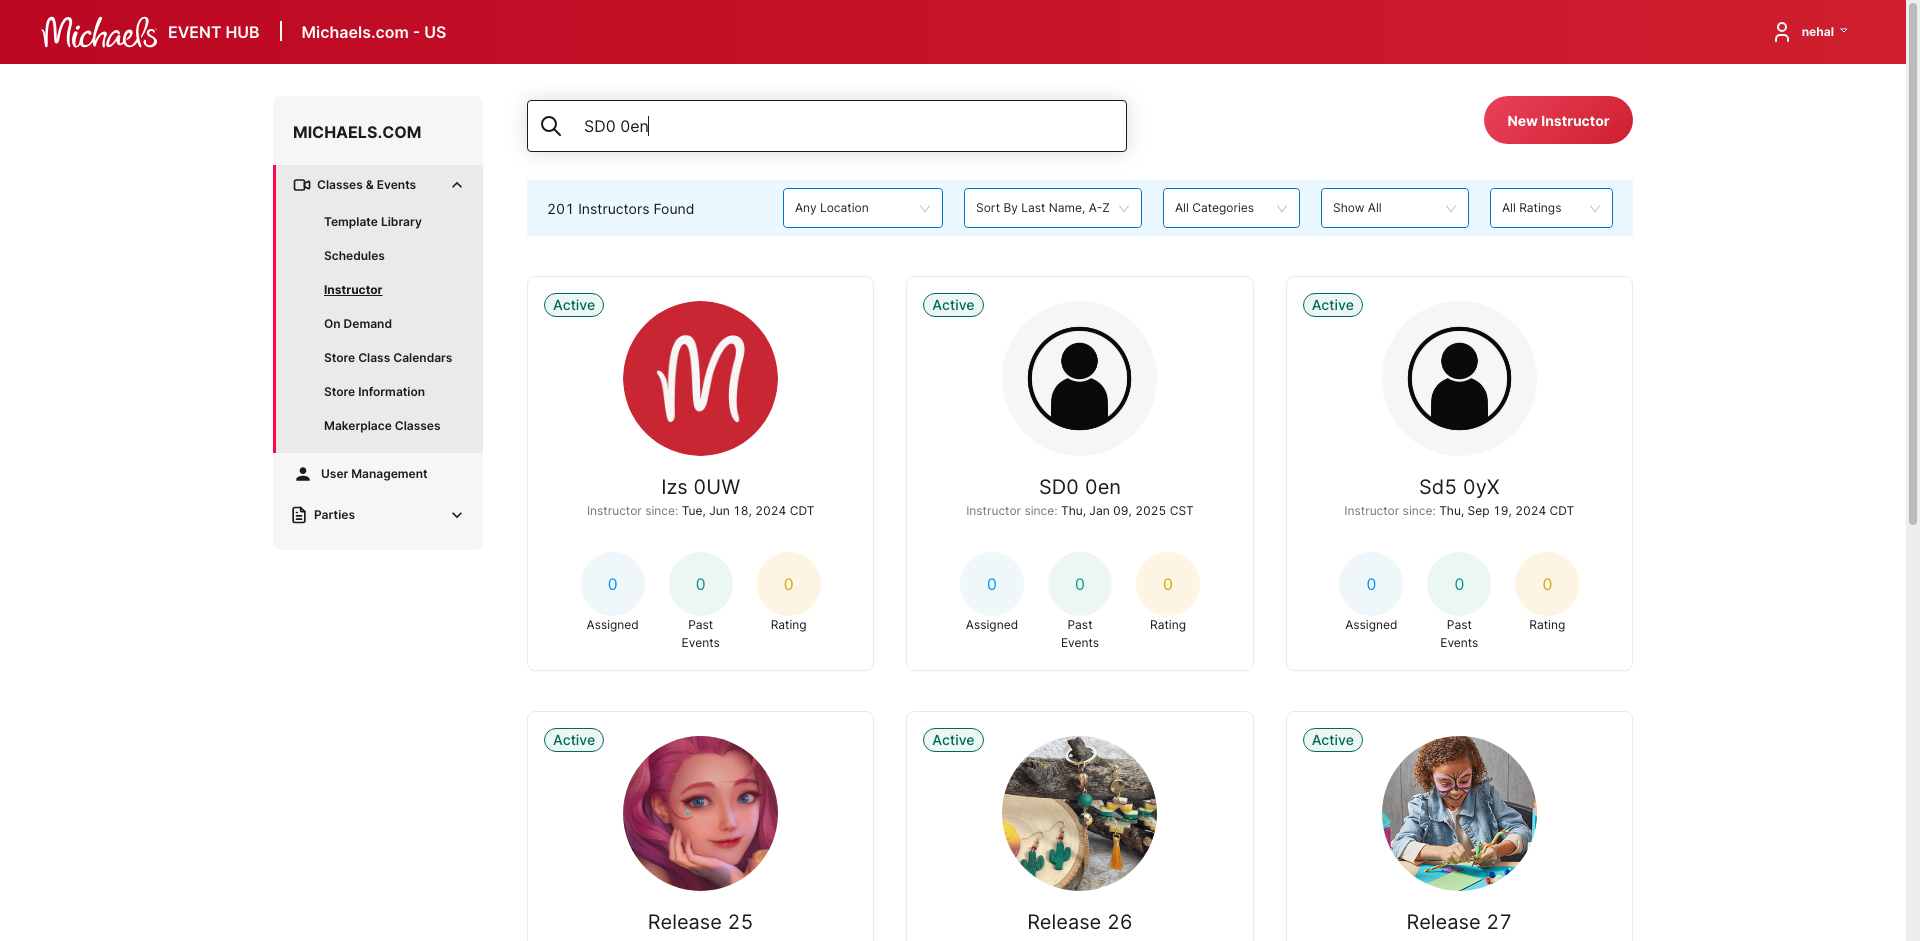 Michaels EVENT HUB Michaels.com - US nehal
MICHAELS.COM
Classes & Events
Template Library
Schedules
Instructor
On Demand
Store Class Calendars
Store Information
Makerplace Classes
User Management
Parties
SD0 0en
New Instructor
201 Instructors Found Any Location Sort By Last Name, A-Z All Categories Show All All Ratings
Active
Izs 0UW
Instructor since: Tue, Jun 18, 2024 CDT
0 0 0
Assigned Past Events Rating
Active
SD0 0en
Instructor since: Thu, Jan 09, 2025 CST
0 0 0
Assigned Past Events Rating
Active
Sd5 0yX
Instructor since: Thu, Sep 19, 2024 CDT
0 0 0
Assigned Past Events Rating
Active
Release 25
Active
Release 26
Active
Release 27